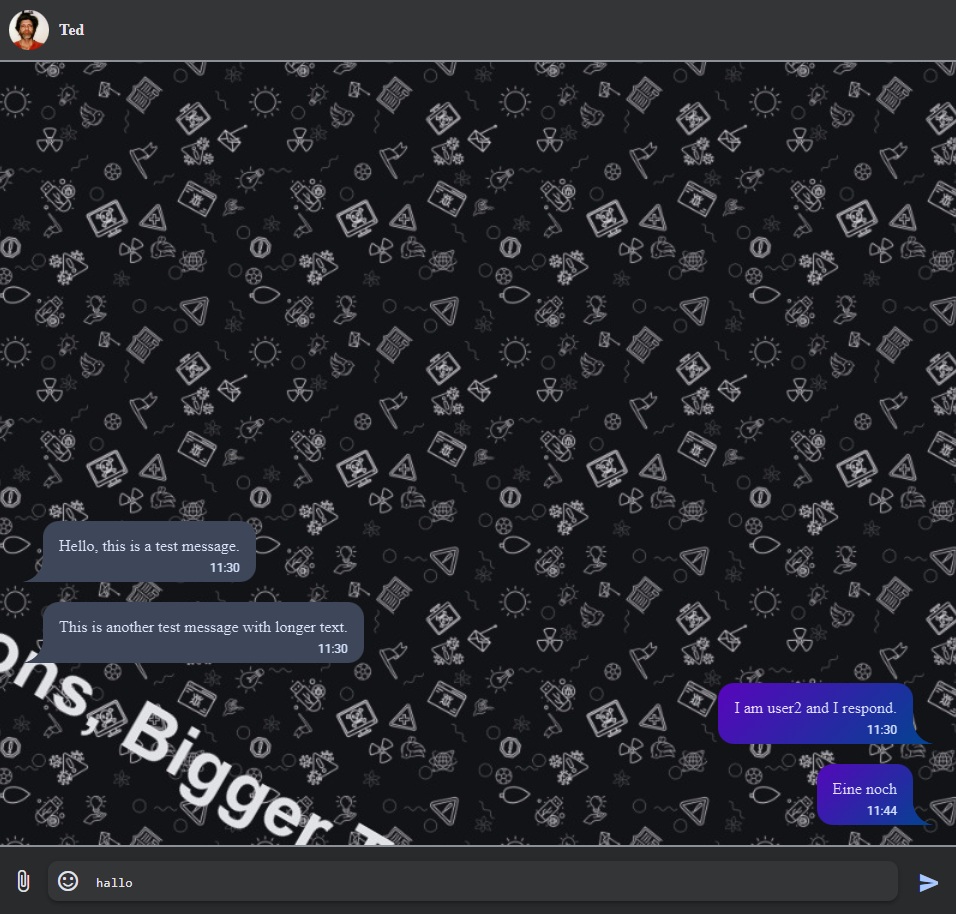 Ted
Hello, this is a test message.
11:30
This is another test message with longer text.
11:30
ons, Bigger T
I am user2 and I respond.
11:30
Eine noch
11:44
hallo